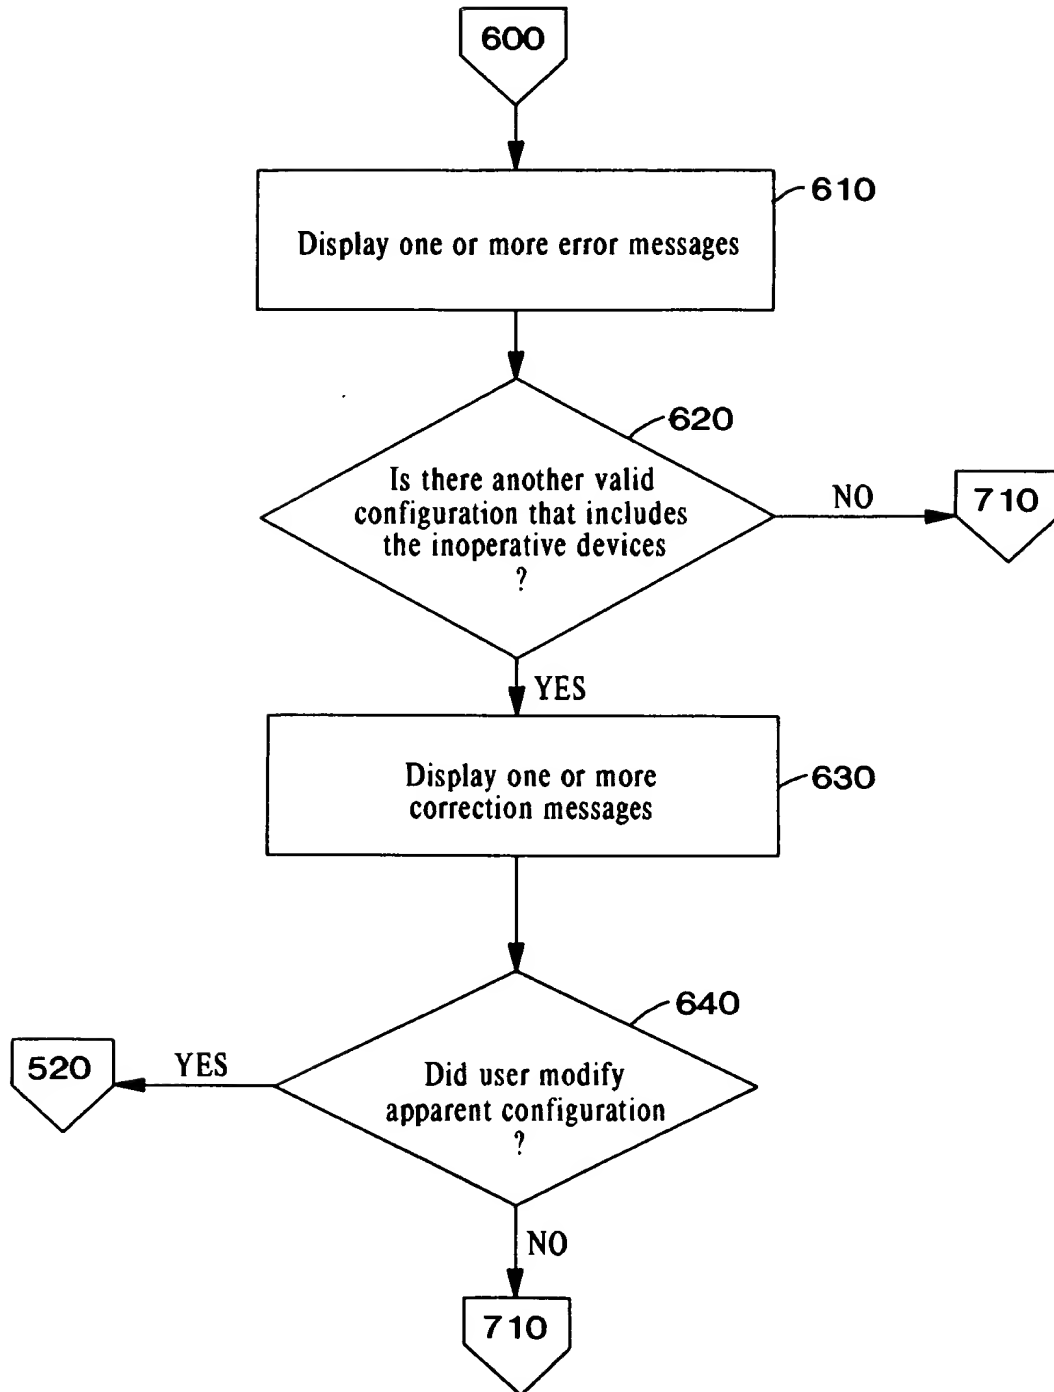 600
610
Display one or more error messages
620
Is there another valid
configuration that includes
the inoperative devices
?
NO
710
YES
Display one or more
correction messages
630
640
520
YES
Did user modify
apparent configuration
?
NO
710